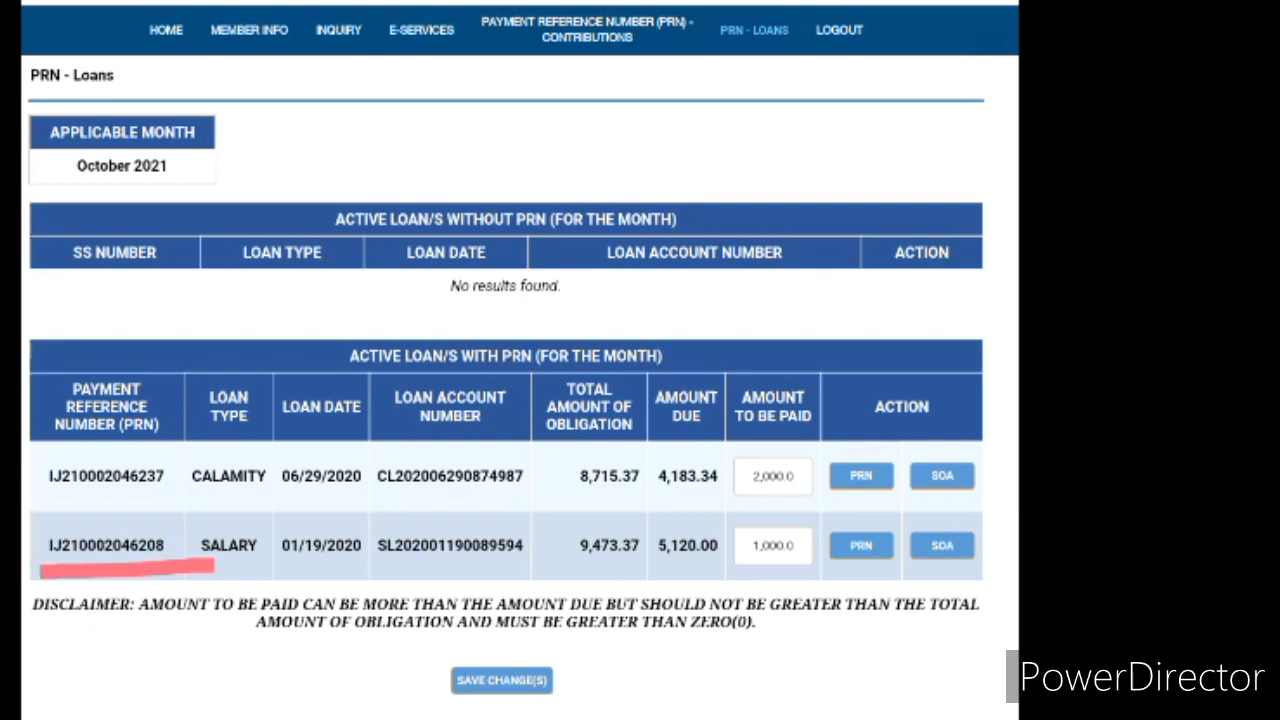 HOME MEMBER INFO INQUIRY E-SERVICES PAYMENT REFERENCE NUMBER (PRN) - CONTRIBUTIONS PRN - LOANS LOGOUT
PRN - Loans
APPLICABLE MONTH
October 2021
ACTIVE LOAN/S WITHOUT PRN (FOR THE MONTH)
SS NUMBER LOAN TYPE LOAN DATE LOAN ACCOUNT NUMBER ACTION
No results found.
ACTIVE LOAN/S WITH PRN (FOR THE MONTH)
PAYMENT REFERENCE NUMBER (PRN) LOAN TYPE LOAN DATE LOAN ACCOUNT NUMBER TOTAL AMOUNT OF OBLIGATION AMOUNT DUE AMOUNT TO BE PAID ACTION
IJ210002046237 CALAMITY 06/29/2020 CL202006290874987 8,715.37 4,183.34 2,000.0 PRN SOA
IJ210002046208 SALARY 01/19/2020 SL202001190089594 9,473.37 5,120.00 1,000.0 PRN SOA
DISCLAIMER: AMOUNT TO BE PAID CAN BE MORE THAN THE AMOUNT DUE BUT SHOULD NOT BE GREATER THAN THE TOTAL
AMOUNT OF OBLIGATION AND MUST BE GREATER THAN ZERO(0).
SAVE CHANGE(S)
PowerDirector